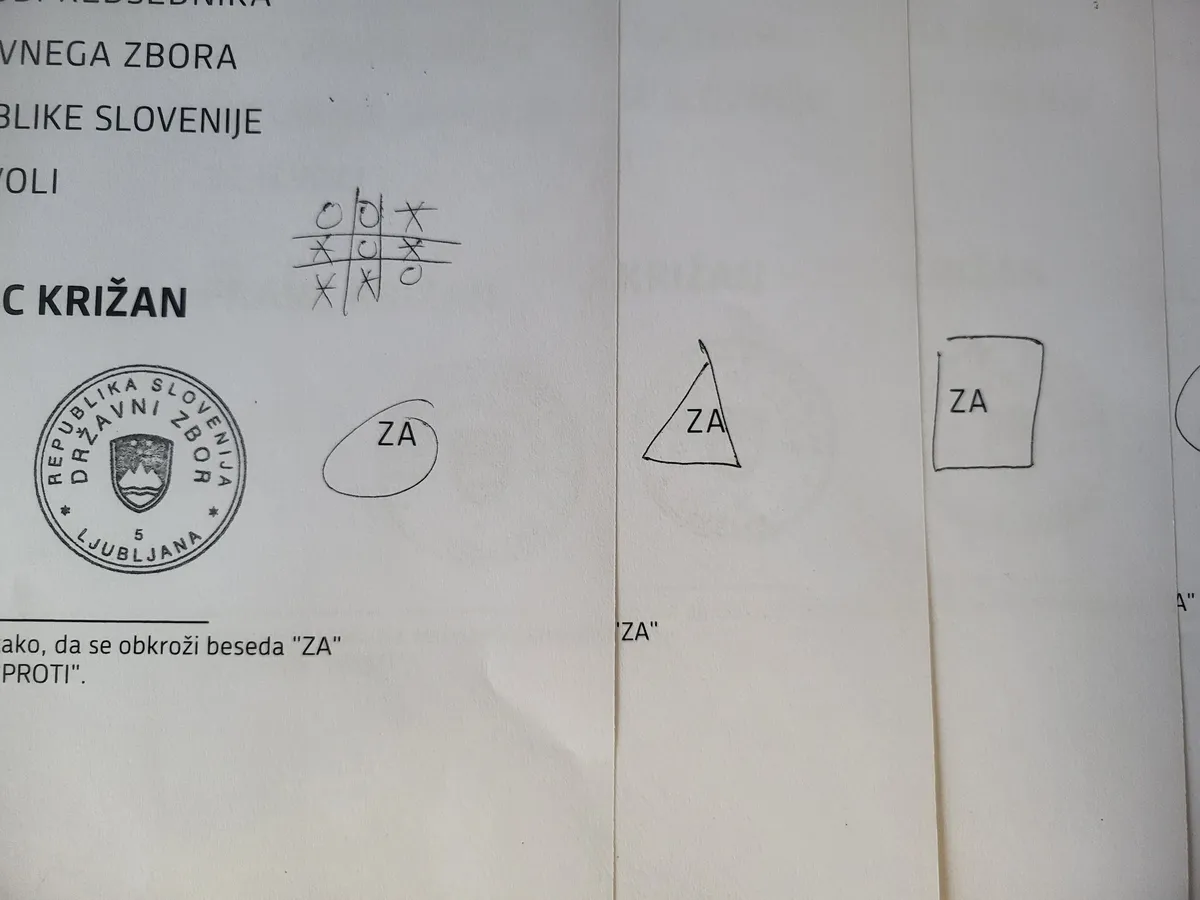 VNEGA ZBORA
BLIKE SLOVENIJE
VOLI
C KRIŽAN
O O X
X O X
X X O
REPUBLIKA SLOVENIJA
DRŽAVNI ZBOR
5
* LJUBLJANA *
ZA
ZA
ZA
tako, da se obkroži beseda "ZA"
"PROTI".
"ZA"
A"